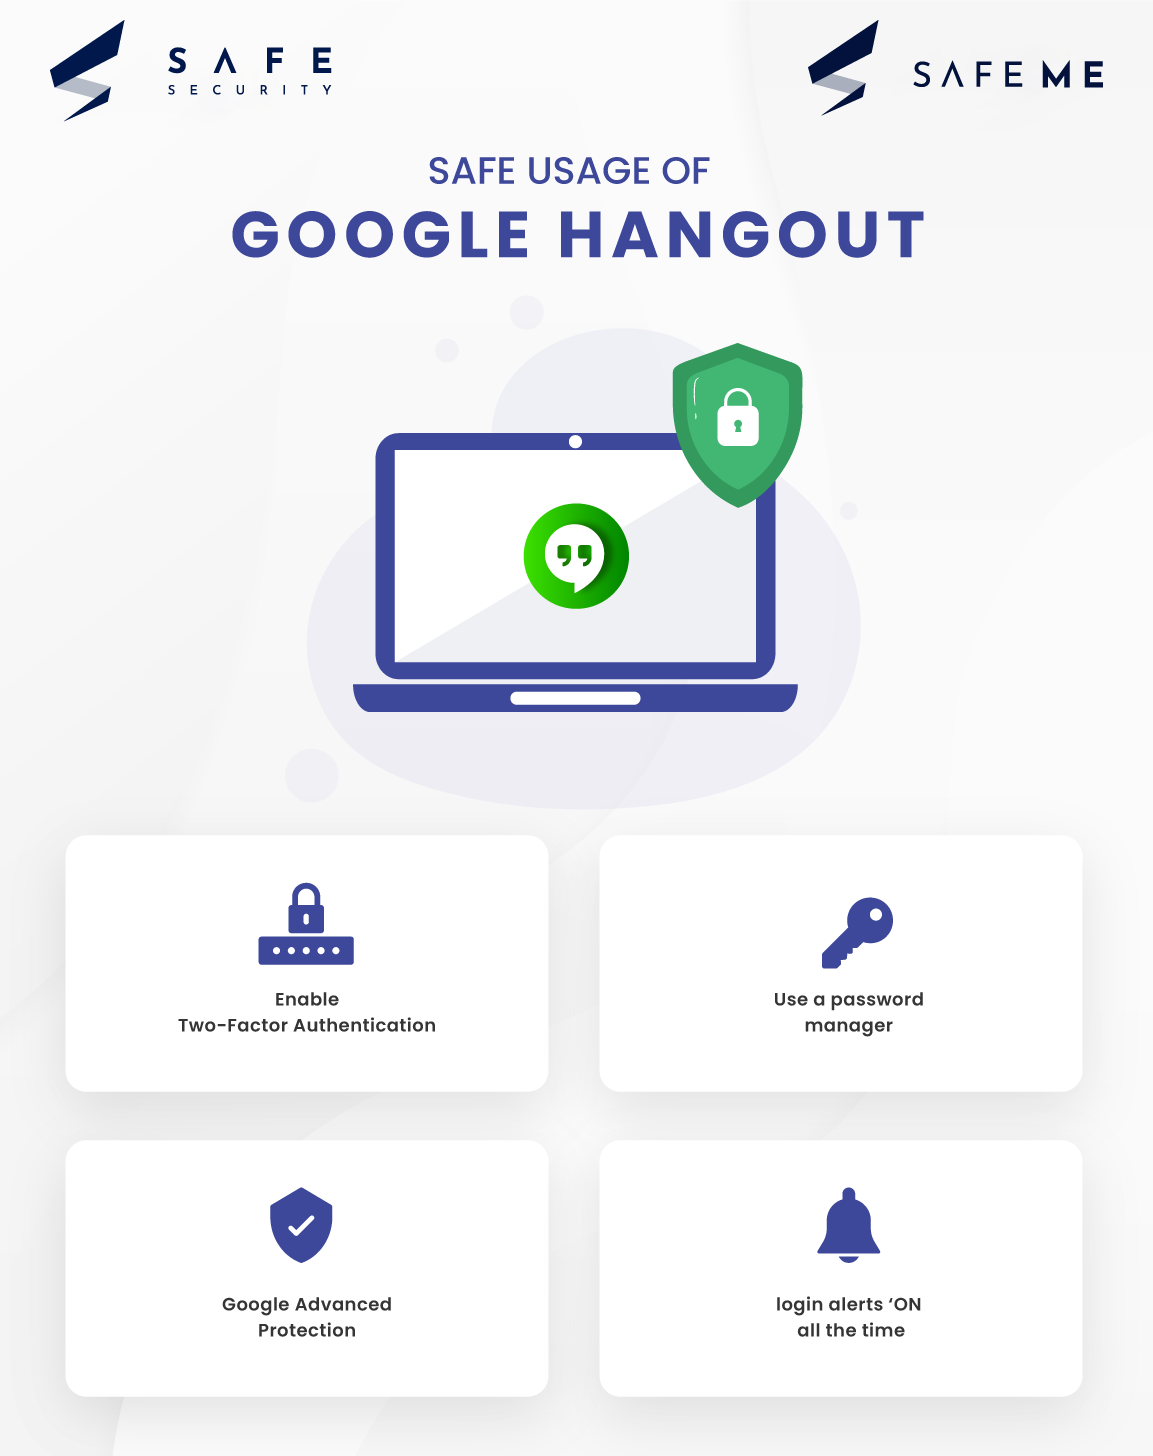 SAFE
SECURITY
SAFE ME
SAFE USAGE OF
GOOGLE HANGOUT
Enable
Two-Factor Authentication
Use a password
manager
Google Advanced
Protection
login alerts ‘ON
all the time